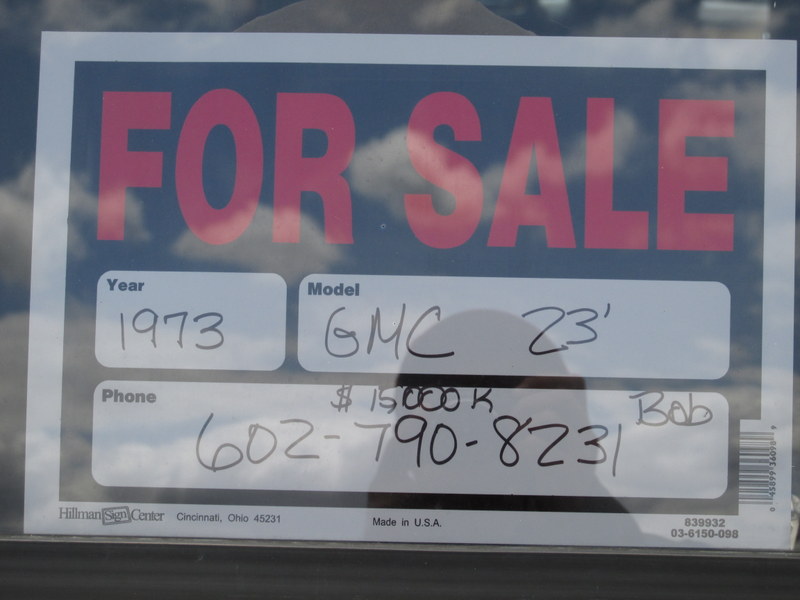 FOR SALE
Year
1973
Model
GMC 23'
Phone
$ 15000 K
Bob
602-790-8231
Hillman Sign Center Cincinnati, Ohio 45231
Made in U.S.A.
839932
03-6150-098